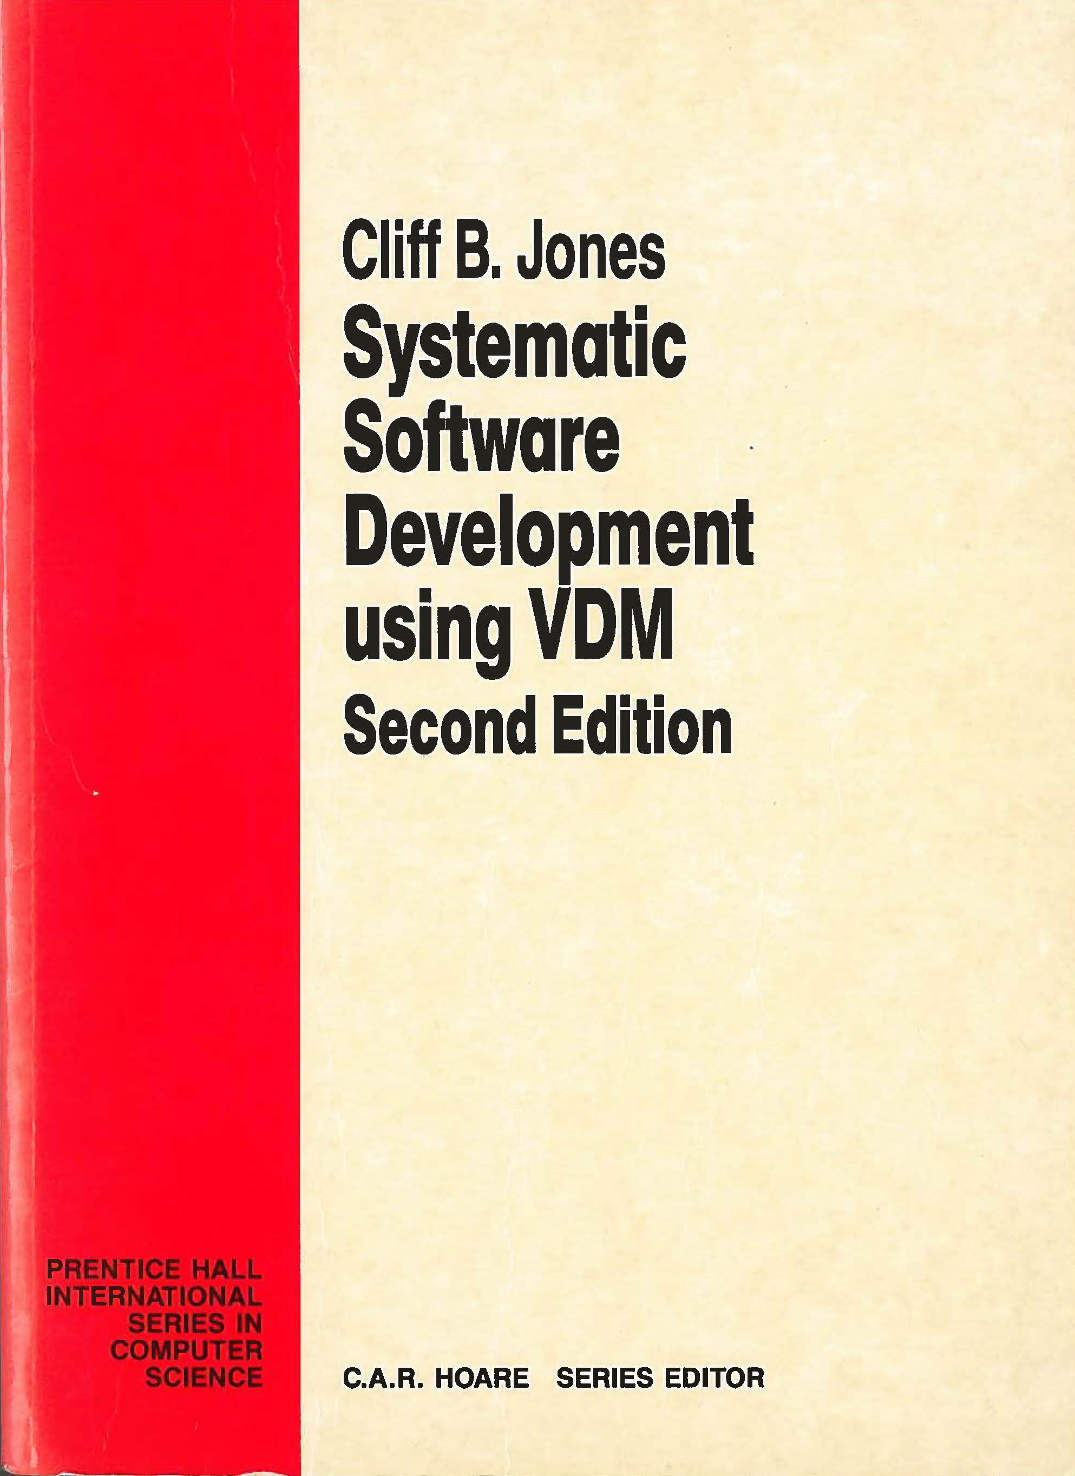 Cliff B. Jones
Systematic
Software
Development
using VDM
Second Edition
PRENTICE HALL
INTERNATIONAL
SERIES IN
COMPUTER
SCIENCE
C.A.R. HOARE SERIES EDITOR